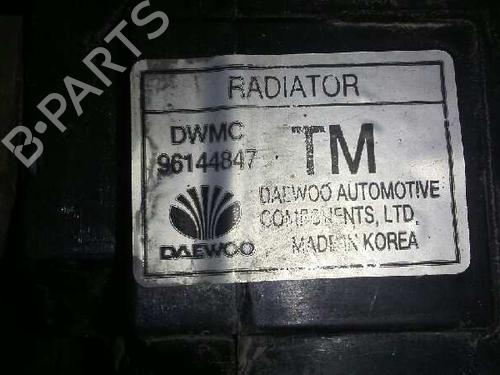 B-PARTS
RADIATOR
DWMC TM
96144847
DAEWOO AUTOMOTIVE
COMPONENTS, LTD.
DAEWOO MADE IN KOREA